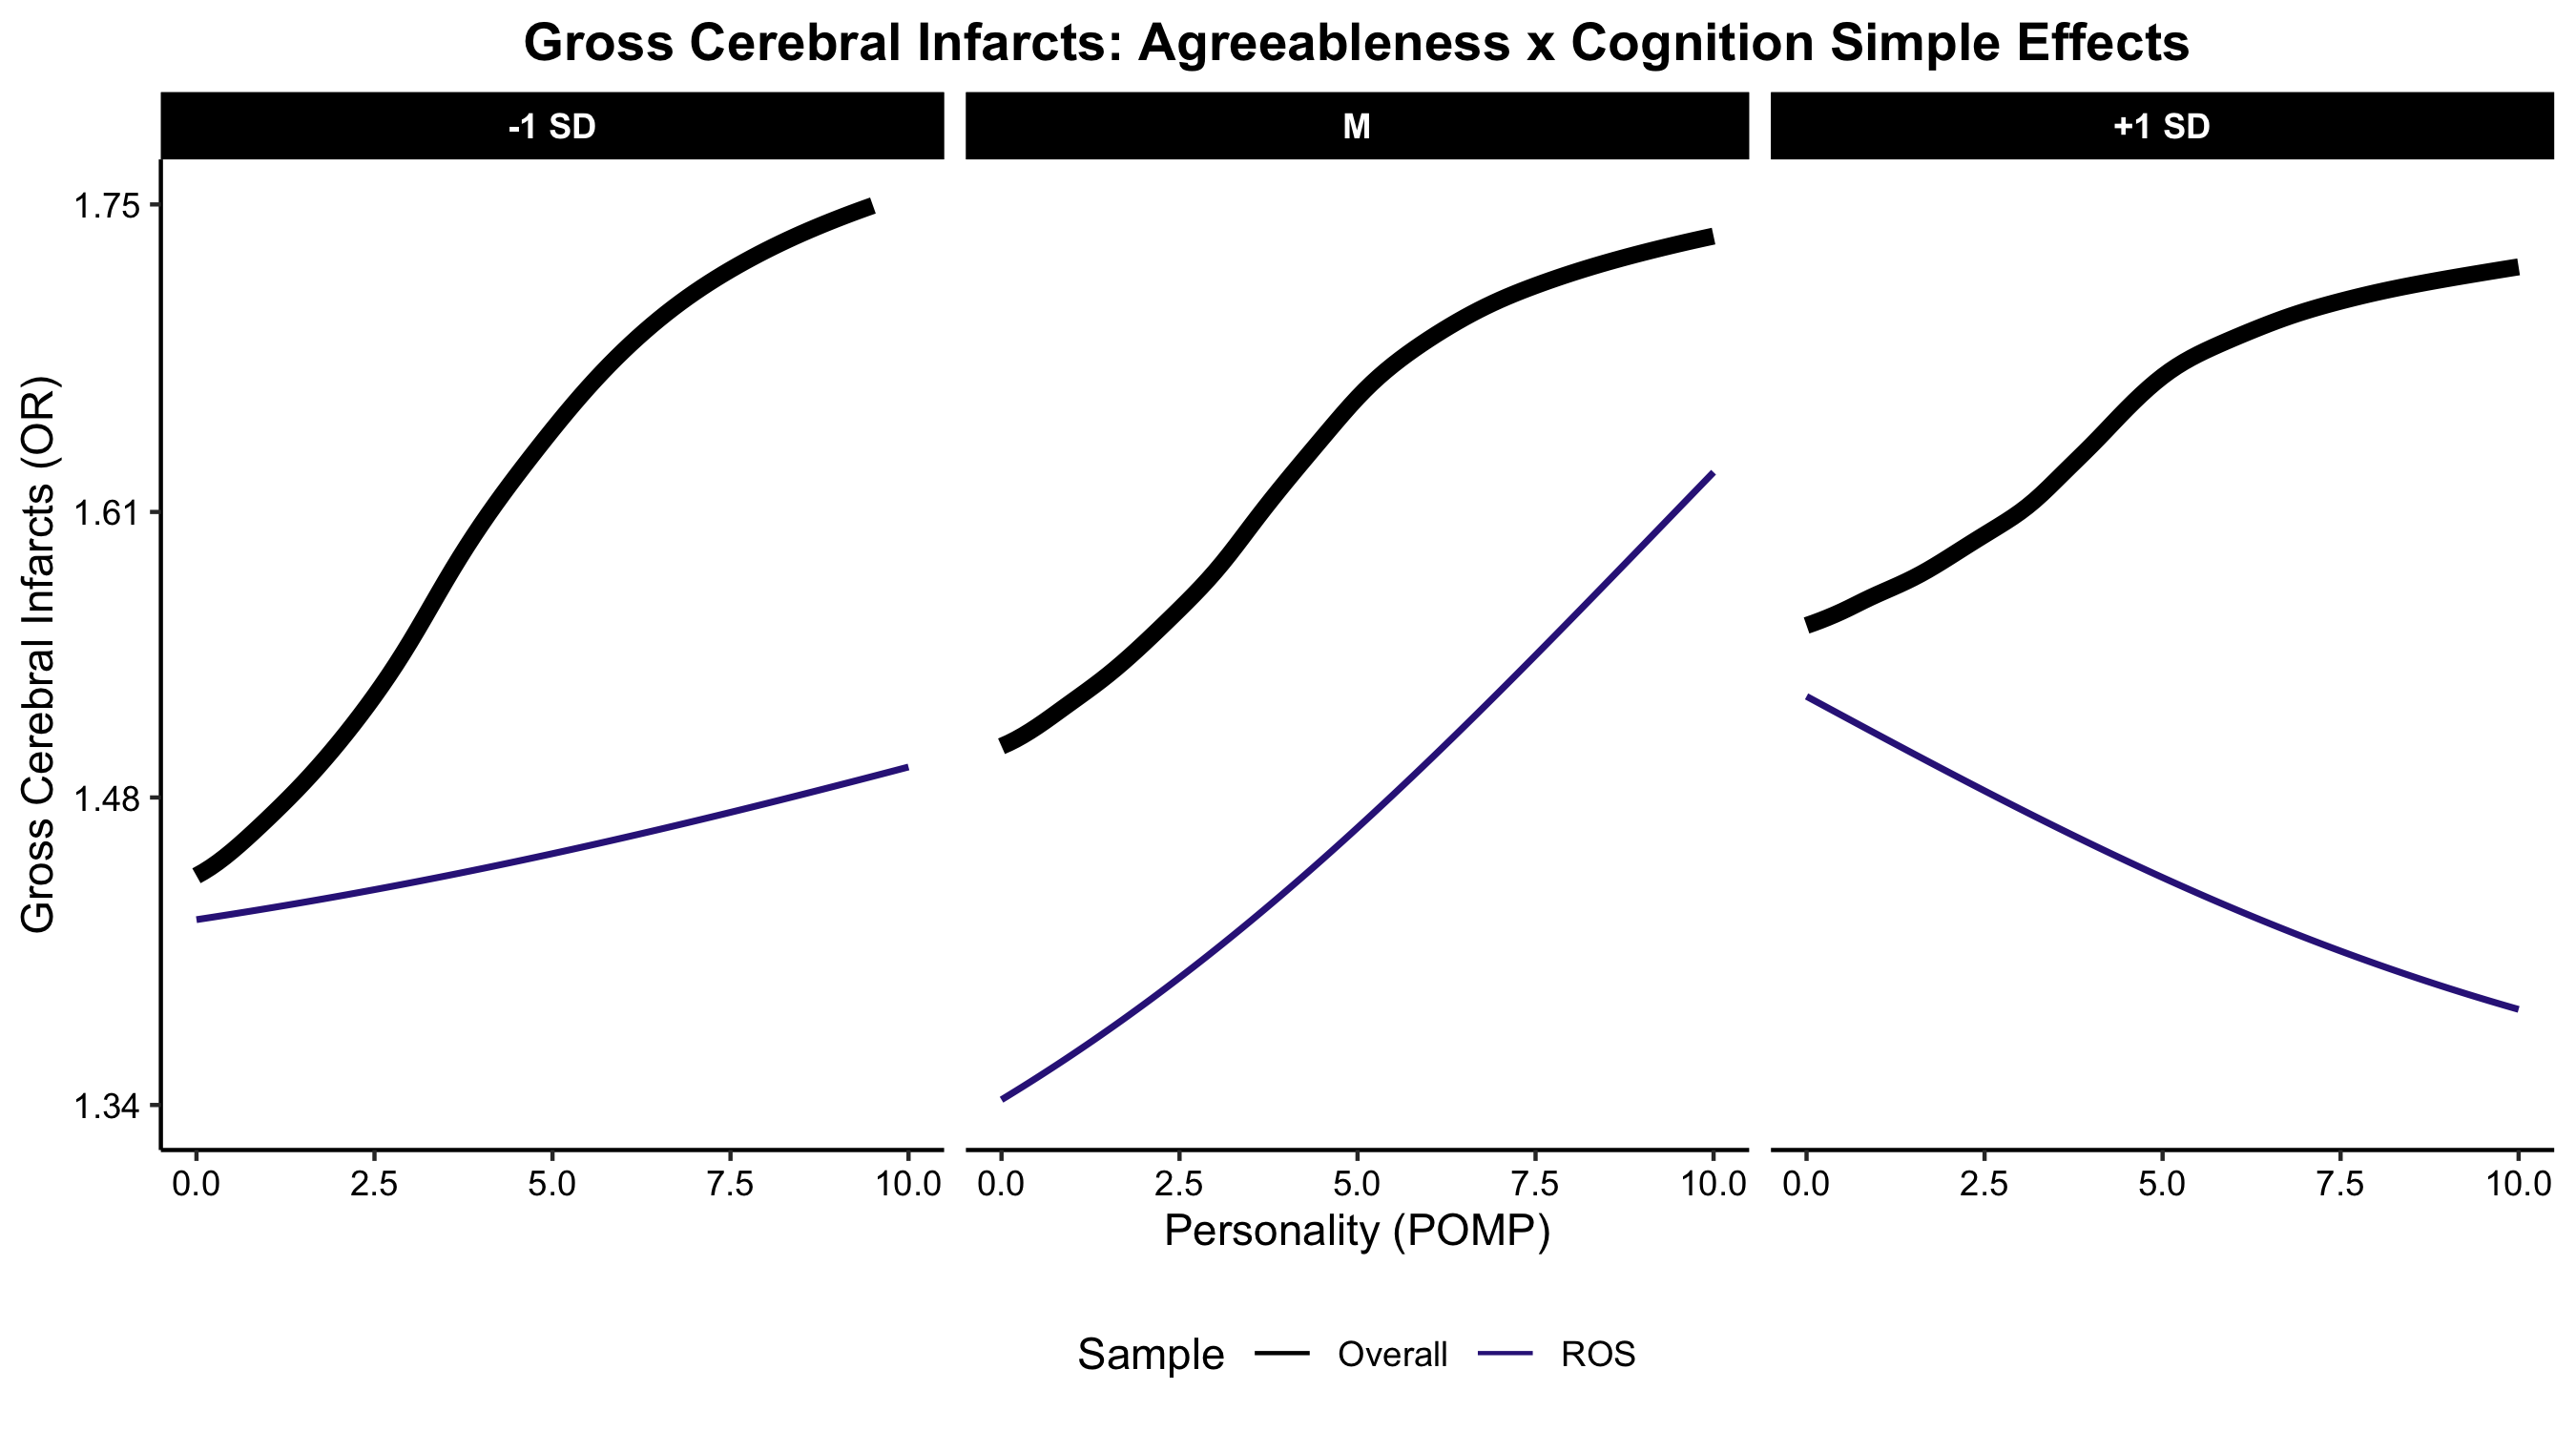 Gross Cerebral Infarcts: Agreeableness x Cognition Simple Effects
-1 SD
M
+1 SD
Gross Cerebral Infarcts (OR)
1.75
1.61
1.48
1.34
0.0 2.5 5.0 7.5 10.0
0.0 2.5 5.0 7.5 10.0
0.0 2.5 5.0 7.5 10.0
Personality (POMP)
Sample Overall ROS